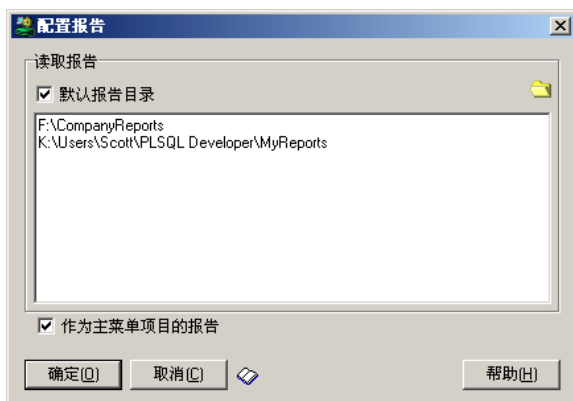 配置报告
读取报告
默认报告目录
F:\CompanyReports
K:\Users\Scott\PLSQL Developer\MyReports
作为主菜单项目的报告
确定(O) 取消(C) 帮助(H)